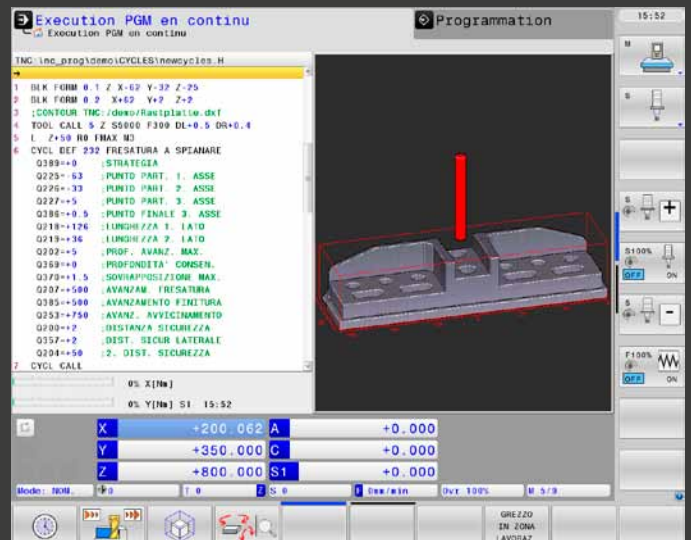 Execution PGM en continu
Execution PGM en continu
Programmation
15:52
TNC:\nc_prog\demo\CYCLES\newcycles.H
1 BLK FORM 0.1 Z X-62 Y-32 Z-25
2 BLK FORM 0.2 X+62 Y+2 Z+2
3 ;CONTOUR TNC:/demo/Rastplatte.dxf
4 TOOL CALL 5 Z S5000 F300 DL+0.5 DR+0.4
5 L Z+50 R0 FMAX M3
6 CYCL DEF 232 FRESATURA A SPIANARE
Q389=+0 ;STRATEGIA
Q225=-63 ;PUNTO PART. 1. ASSE
Q226=-33 ;PUNTO PART. 2. ASSE
Q227=+5 ;PUNTO PART. 3. ASSE
Q386=+0.5 ;PUNTO FINALE 3. ASSE
Q218=+126 ;LUNGHEZZA 1. LATO
Q219=+36 ;LUNGHEZZA 2. LATO
Q202=+5 ;PROF. AVANZ. MAX.
Q369=+0 ;PROFONDITA' CONSEN.
Q370=+1.5 ;SOVRAPPOSIZIONE MAX.
Q207=+500 ;AVANZAM. FRESATURA
Q385=+500 ;AVANZAMENTO FINITURA
Q253=+750 ;AVANZ. AVVICINAMENTO
Q200=+2 ;DISTANZA SICUREZZA
Q357=+2 ;DIST. SICUR LATERALE
Q204=+50 ;2. DIST. SICUREZZA
7 CYCL CALL
0% X[Nm]
0% Y[Nm] S1 15:52
X +200.062 A +0.000
Y +350.000 C +0.000
Z +800.000 S1 +0.000
Mode: NOM. 0 T 0 Z S 0 F 0mm/min Ovr 100% M 5/9
GREZZO
IN ZONA
LAVORAZ.
M
S
S
S100%
OFF ON
S
F100%
OFF ON